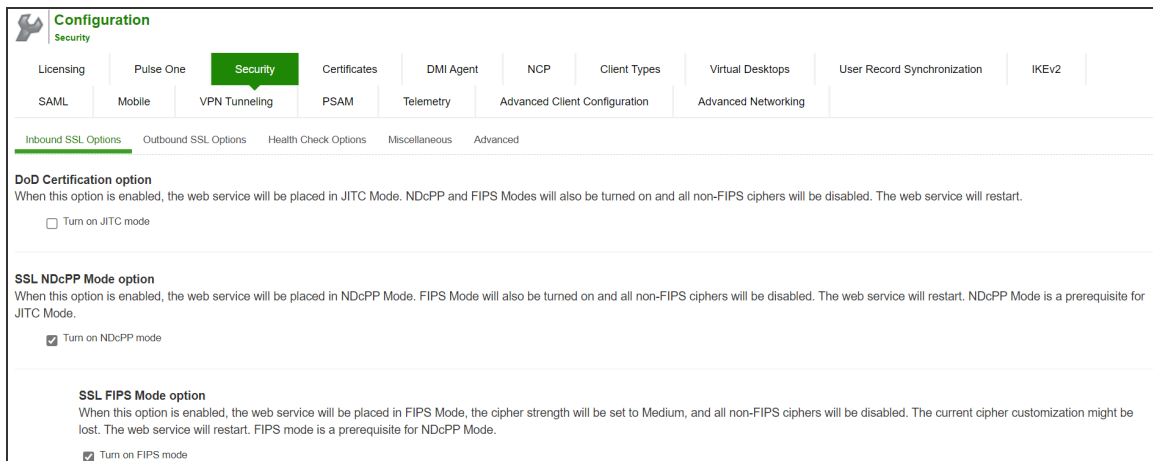 Configuration
Security
Licensing Pulse One Security Certificates DMI Agent NCP Client Types Virtual Desktops User Record Synchronization IKEv2
SAML Mobile VPN Tunneling PSAM Telemetry Advanced Client Configuration Advanced Networking
Inbound SSL Options Outbound SSL Options Health Check Options Miscellaneous Advanced
DoD Certification option
When this option is enabled, the web service will be placed in JITC Mode. NDcPP and FIPS Modes will also be turned on and all non-FIPS ciphers will be disabled. The web service will restart.
Turn on JITC mode
SSL NDcPP Mode option
When this option is enabled, the web service will be placed in NDcPP Mode. FIPS Mode will also be turned on and all non-FIPS ciphers will be disabled. The web service will restart. NDcPP Mode is a prerequisite for
JITC Mode.
Turn on NDcPP mode
SSL FIPS Mode option
When this option is enabled, the web service will be placed in FIPS Mode, the cipher strength will be set to Medium, and all non-FIPS ciphers will be disabled. The current cipher customization might be
lost. The web service will restart. FIPS mode is a prerequisite for NDcPP Mode.
Turn on FIPS mode